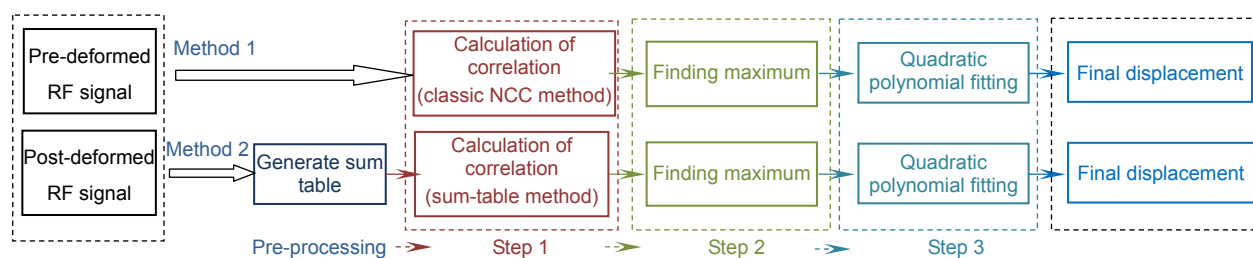 Pre-deformed
RF signal
Method 1
Calculation of
correlation
(classic NCC method)
Finding maximum
Quadratic
polynomial fitting
Final displacement
Post-deformed
RF signal
Method 2
Generate sum
table
Calculation of
correlation
(sum-table method)
Finding maximum
Quadratic
polynomial fitting
Final displacement
Pre-processing
Step 1
Step 2
Step 3